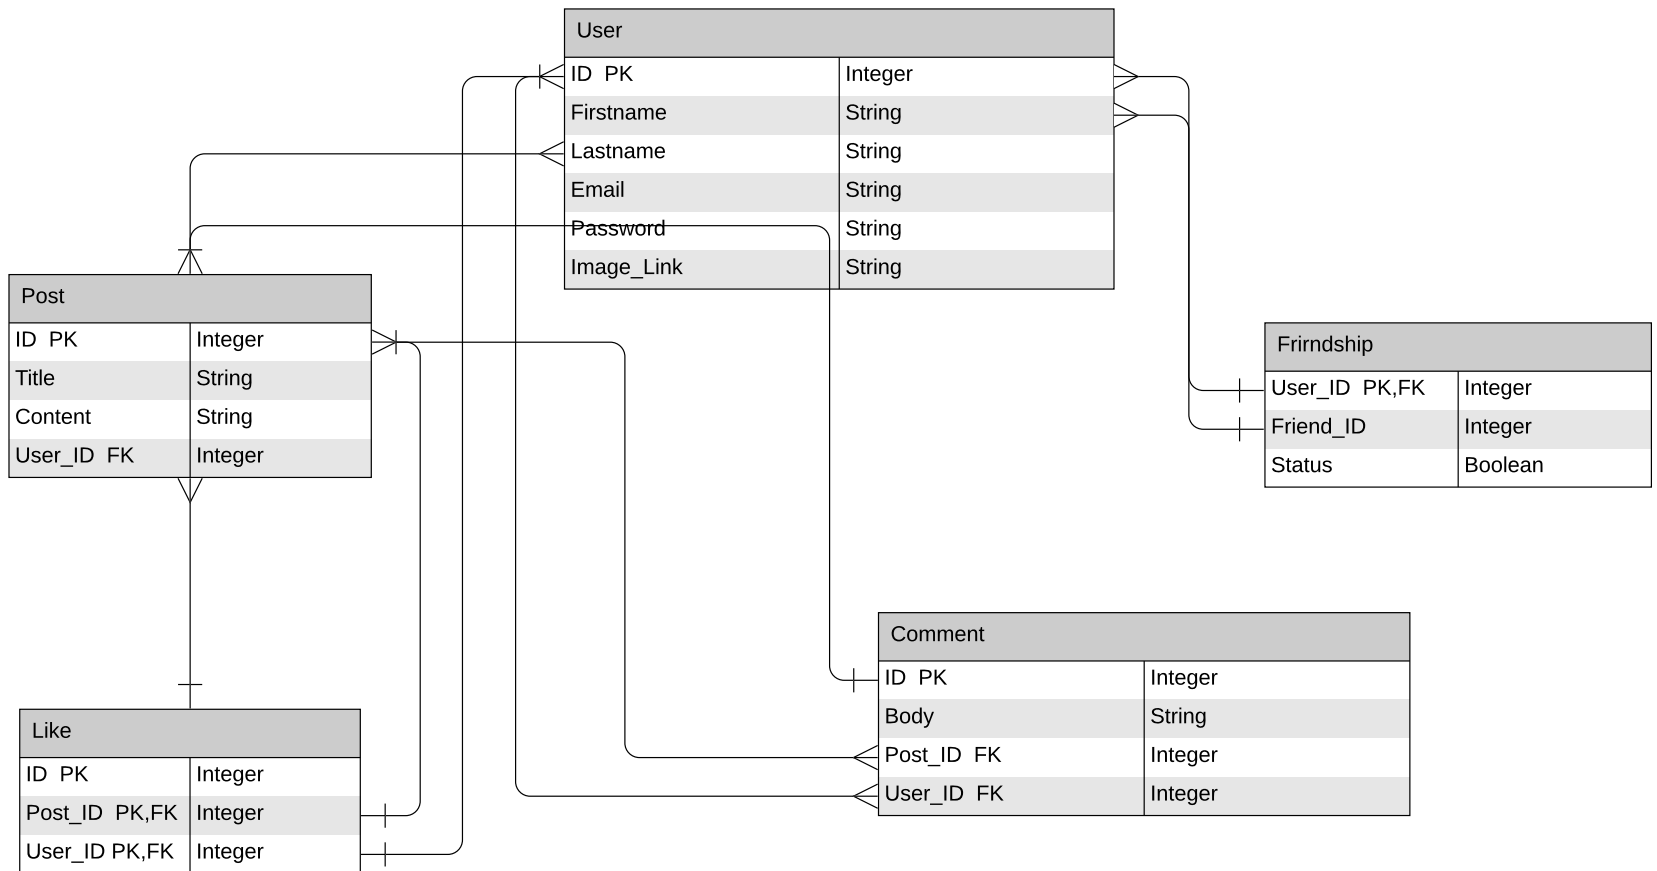 User
ID PK Integer
Firstname String
Lastname String
Email String
Password String
Image_Link String
Post
ID PK Integer
Title String
Content String
User_ID FK Integer
Frirndship
User_ID PK,FK Integer
Friend_ID Integer
Status Boolean
Comment
ID PK Integer
Body String
Post_ID FK Integer
User_ID FK Integer
Like
ID PK Integer
Post_ID PK,FK Integer
User_ID PK,FK Integer